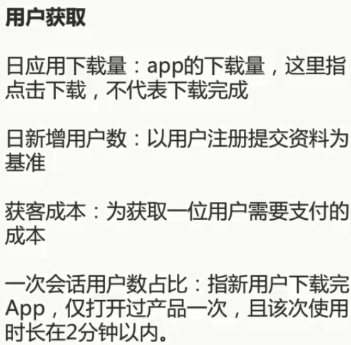 用户获取
日应用下载量：app的下载量，这里指
点击下载，不代表下载完成
日新增用户数：以用户注册提交资料为
基准
获客成本：为获取一位用户需要支付的
成本
一次会话用户数占比：指新用户下载完
App，仅打开过产品一次，且该次使用
时长在2分钟以内。